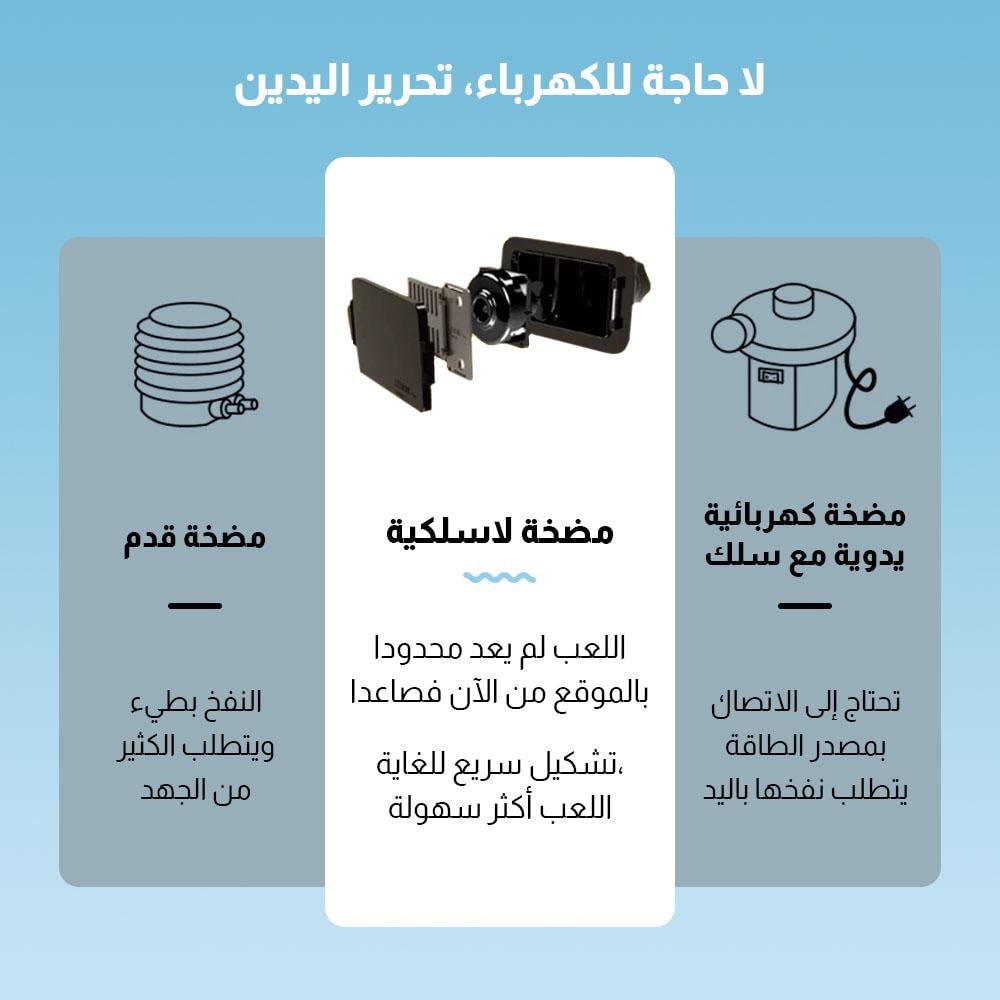 لا حاجة للكهرباء، تحرير اليدين
مضخة كهربائية
يدوية مع سلك
تحتاج إلى الاتصال
بمصدر الطاقة
يتطلب نفخها باليد
مضخة لاسلكية
اللعب لم يعد محدودا
بالموقع من الآن فصاعدا
،تشكيل سريع للغاية
اللعب أكثر سهولة
مضخة قدم
النفخ بطيء
ويتطلب الكثير
من الجهد